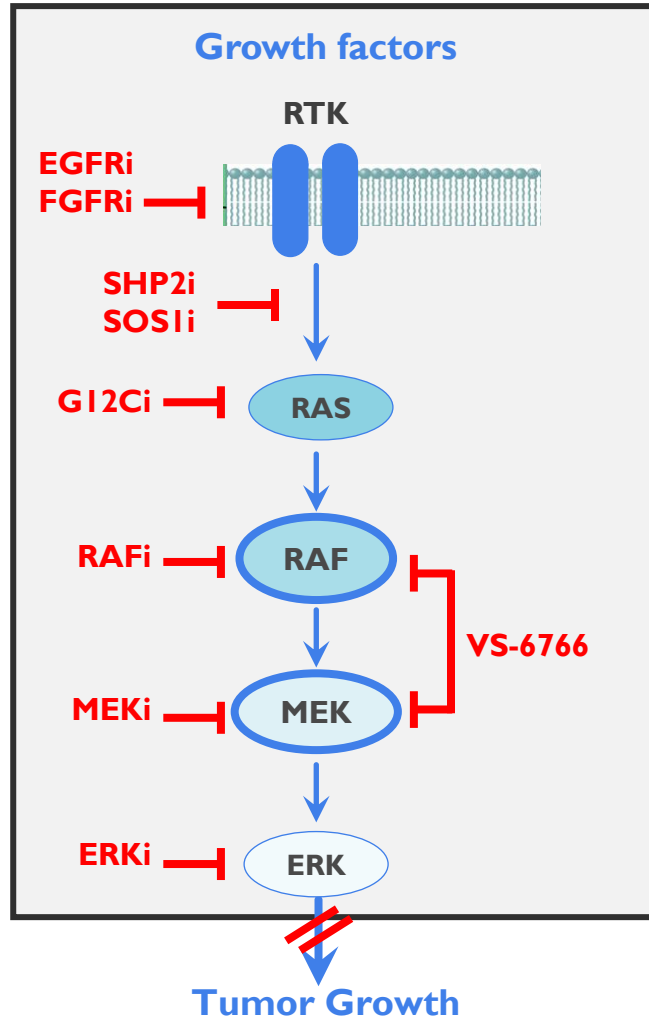 Growth factors
RTK
EGFRi
FGFRi
SHP2i
SOS1i
G12Ci
RAS
RAFi
RAF
VS-6766
MEKi
MEK
ERKi
ERK
Tumor Growth